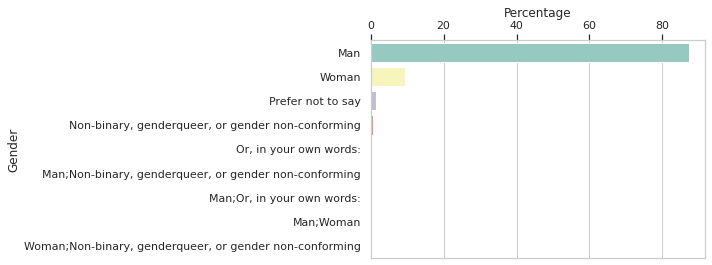 Percentage
0 20 40 60 80
Man
Woman
Prefer not to say
Non-binary, genderqueer, or gender non-conforming
Or, in your own words:
Man;Non-binary, genderqueer, or gender non-conforming
Man;Or, in your own words:
Man;Woman
Woman;Non-binary, genderqueer, or gender non-conforming
Gender